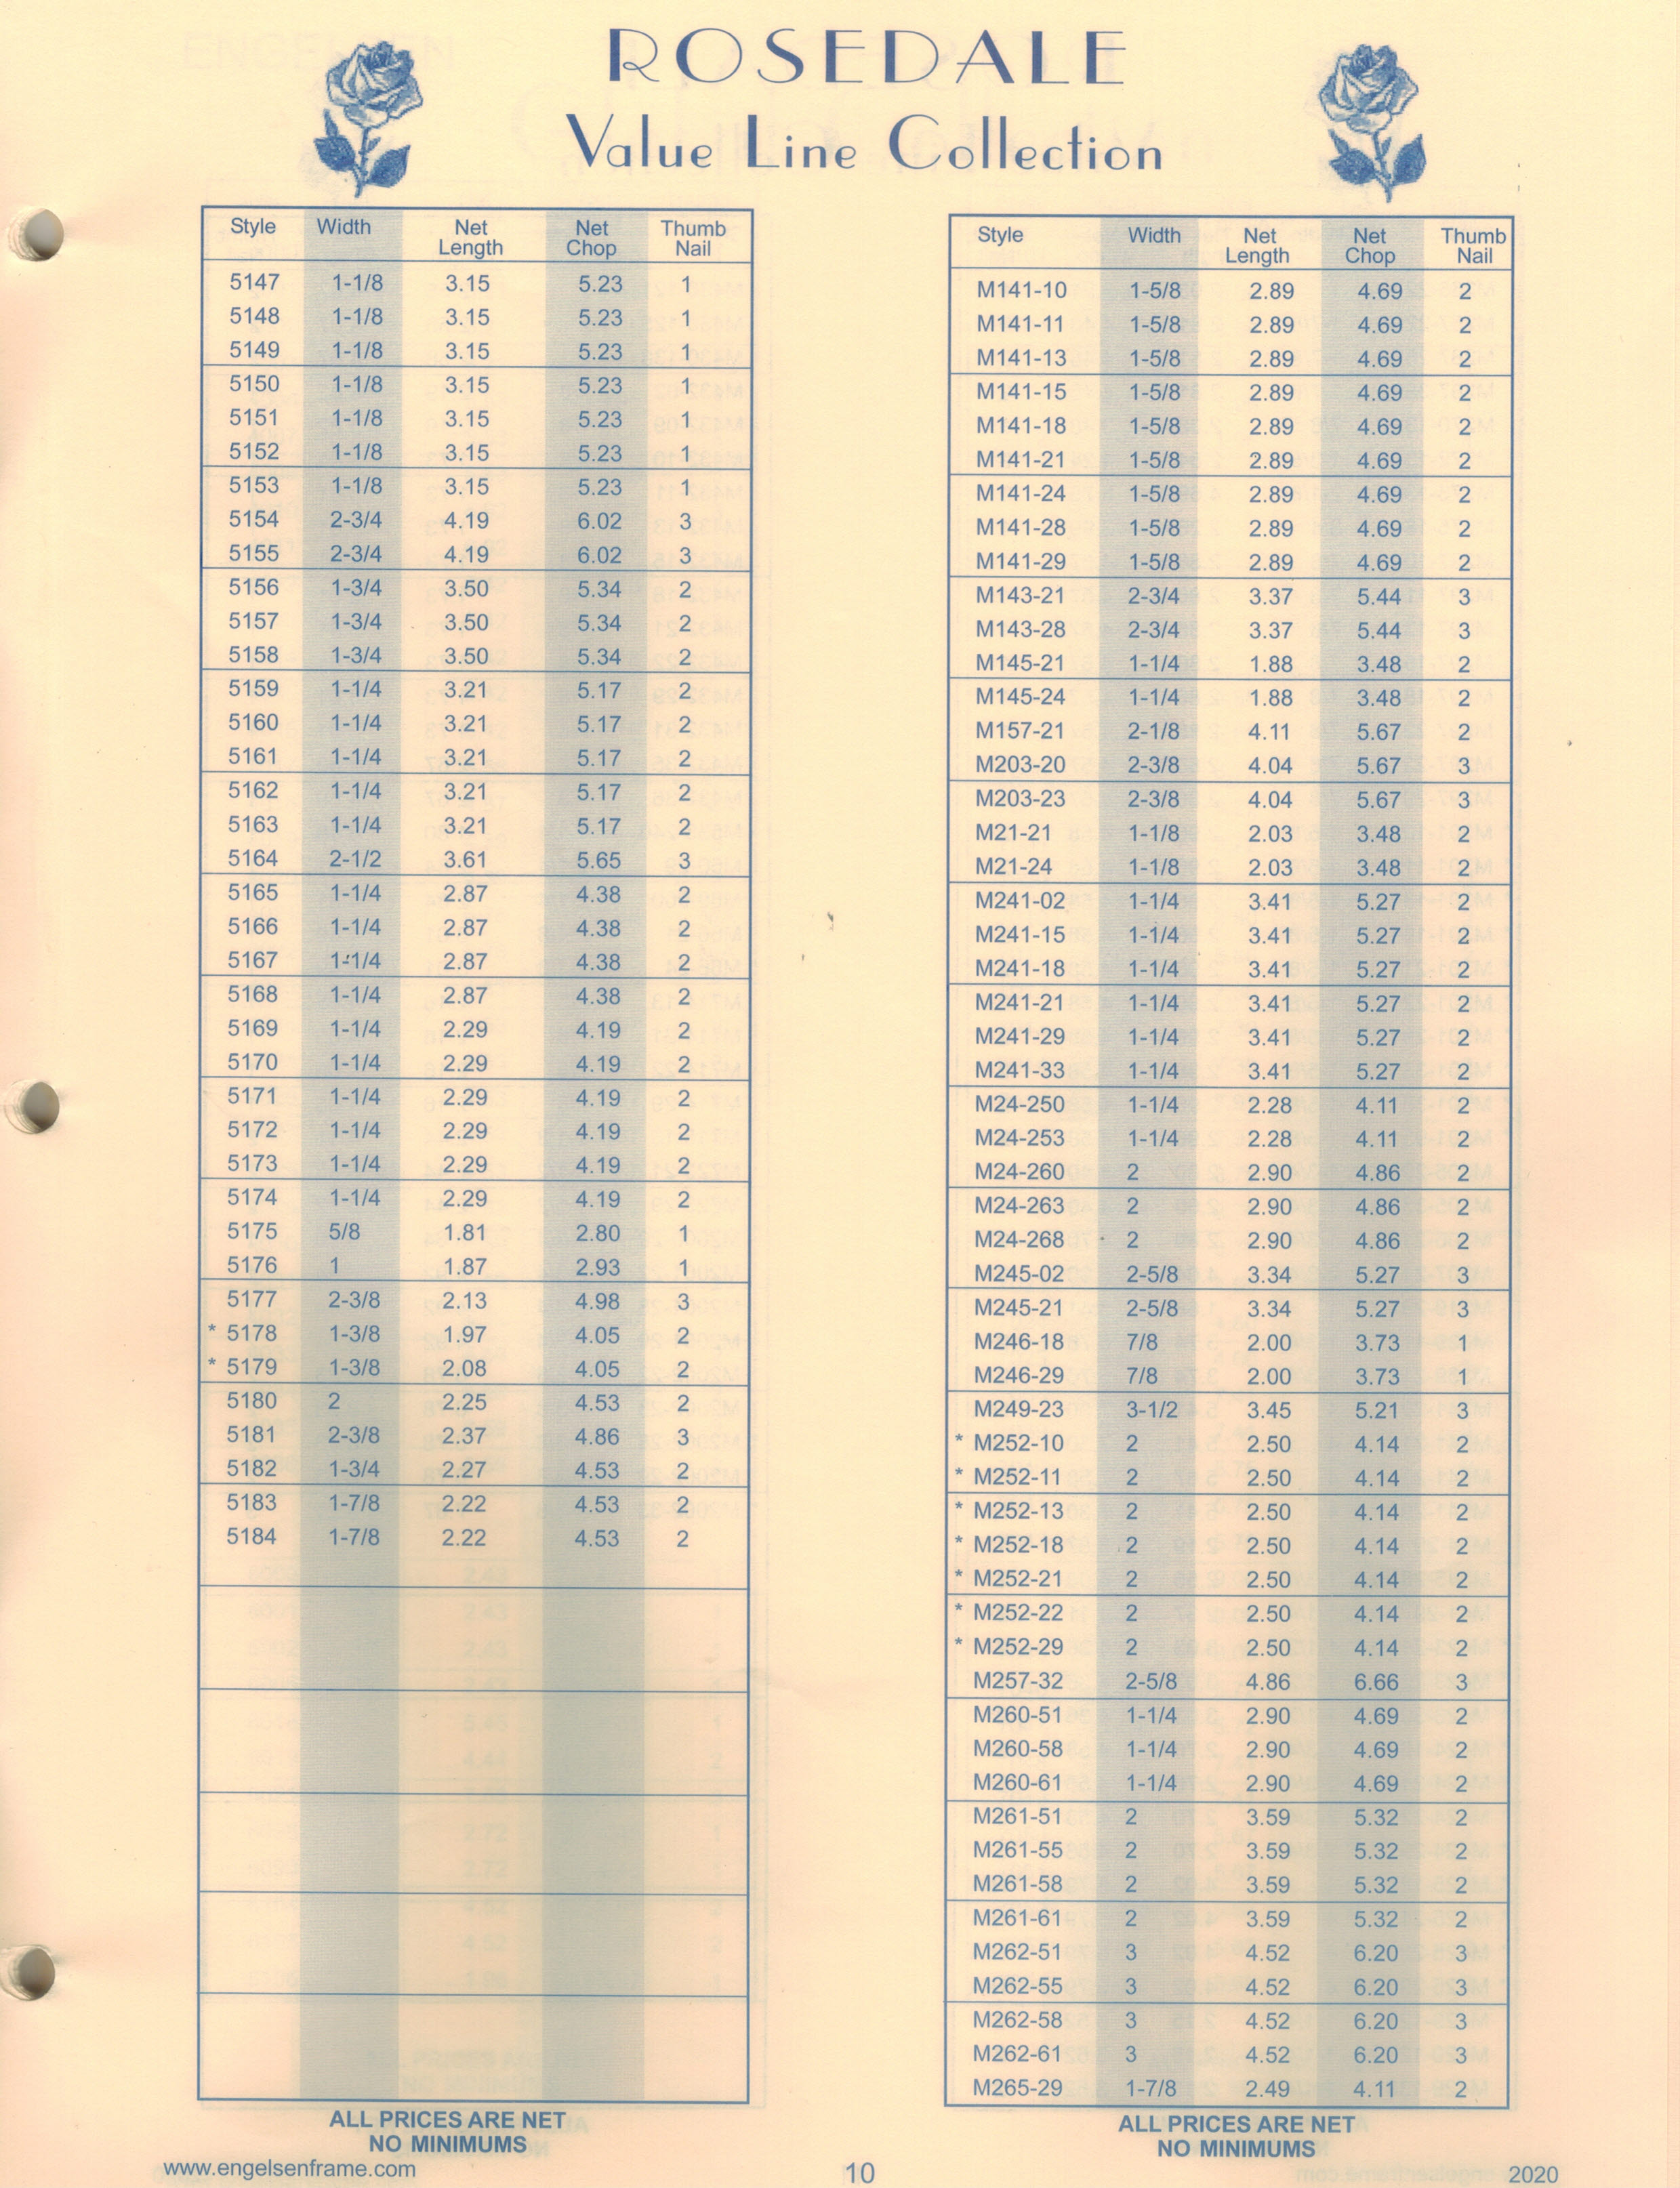 ROSEDALE
Value Line Collection
Style Width Net Length Net Chop Thumb Nail
5147 1-1/8 3.15 5.23 1
5148 1-1/8 3.15 5.23 1
5149 1-1/8 3.15 5.23 1
5150 1-1/8 3.15 5.23 1
5151 1-1/8 3.15 5.23 1
5152 1-1/8 3.15 5.23 1
5153 1-1/8 3.15 5.23 1
5154 2-3/4 4.19 6.02 3
5155 2-3/4 4.19 6.02 3
5156 1-3/4 3.50 5.34 2
5157 1-3/4 3.50 5.34 2
5158 1-3/4 3.50 5.34 2
5159 1-1/4 3.21 5.17 2
5160 1-1/4 3.21 5.17 2
5161 1-1/4 3.21 5.17 2
5162 1-1/4 3.21 5.17 2
5163 1-1/4 3.21 5.17 2
5164 2-1/2 3.61 5.65 3
5165 1-1/4 2.87 4.38 2
5166 1-1/4 2.87 4.38 2
5167 1-1/4 2.87 4.38 2
5168 1-1/4 2.87 4.38 2
5169 1-1/4 2.29 4.19 2
5170 1-1/4 2.29 4.19 2
5171 1-1/4 2.29 4.19 2
5172 1-1/4 2.29 4.19 2
5173 1-1/4 2.29 4.19 2
5174 1-1/4 2.29 4.19 2
5175 5/8 1.81 2.80 1
5176 1 1.87 2.93 1
5177 2-3/8 2.13 4.98 3
* 5178 1-3/8 1.97 4.05 2
* 5179 1-3/8 2.08 4.05 2
5180 2 2.25 4.53 2
5181 2-3/8 2.37 4.86 3
5182 1-3/4 2.27 4.53 2
5183 1-7/8 2.22 4.53 2
5184 1-7/8 2.22 4.53 2
ALL PRICES ARE NET
NO MINIMUMS
Style Width Net Length Net Chop Thumb Nail
M141-10 1-5/8 2.89 4.69 2
M141-11 1-5/8 2.89 4.69 2
M141-13 1-5/8 2.89 4.69 2
M141-15 1-5/8 2.89 4.69 2
M141-18 1-5/8 2.89 4.69 2
M141-21 1-5/8 2.89 4.69 2
M141-24 1-5/8 2.89 4.69 2
M141-28 1-5/8 2.89 4.69 2
M141-29 1-5/8 2.89 4.69 2
M143-21 2-3/4 3.37 5.44 3
M143-28 2-3/4 3.37 5.44 3
M145-21 1-1/4 1.88 3.48 2
M145-24 1-1/4 1.88 3.48 2
M157-21 2-1/8 4.11 5.67 2
M203-20 2-3/8 4.04 5.67 3
M203-23 2-3/8 4.04 5.67 3
M21-21 1-1/8 2.03 3.48 2
M21-24 1-1/8 2.03 3.48 2
M241-02 1-1/4 3.41 5.27 2
M241-15 1-1/4 3.41 5.27 2
M241-18 1-1/4 3.41 5.27 2
M241-21 1-1/4 3.41 5.27 2
M241-29 1-1/4 3.41 5.27 2
M241-33 1-1/4 3.41 5.27 2
M24-250 1-1/4 2.28 4.11 2
M24-253 1-1/4 2.28 4.11 2
M24-260 2 2.90 4.86 2
M24-263 2 2.90 4.86 2
M24-268 2 2.90 4.86 2
M245-02 2-5/8 3.34 5.27 3
M245-21 2-5/8 3.34 5.27 3
M246-18 7/8 2.00 3.73 1
M246-29 7/8 2.00 3.73 1
M249-23 3-1/2 3.45 5.21 3
* M252-10 2 2.50 4.14 2
* M252-11 2 2.50 4.14 2
* M252-13 2 2.50 4.14 2
* M252-18 2 2.50 4.14 2
* M252-21 2 2.50 4.14 2
* M252-22 2 2.50 4.14 2
* M252-29 2 2.50 4.14 2
M257-32 2-5/8 4.86 6.66 3
M260-51 1-1/4 2.90 4.69 2
M260-58 1-1/4 2.90 4.69 2
M260-61 1-1/4 2.90 4.69 2
M261-51 2 3.59 5.32 2
M261-55 2 3.59 5.32 2
M261-58 2 3.59 5.32 2
M261-61 2 3.59 5.32 2
M262-51 3 4.52 6.20 3
M262-55 3 4.52 6.20 3
M262-58 3 4.52 6.20 3
M262-61 3 4.52 6.20 3
M265-29 1-7/8 2.49 4.11 2
ALL PRICES ARE NET
NO MINIMUMS
www.engelsenframe.com 10 2020